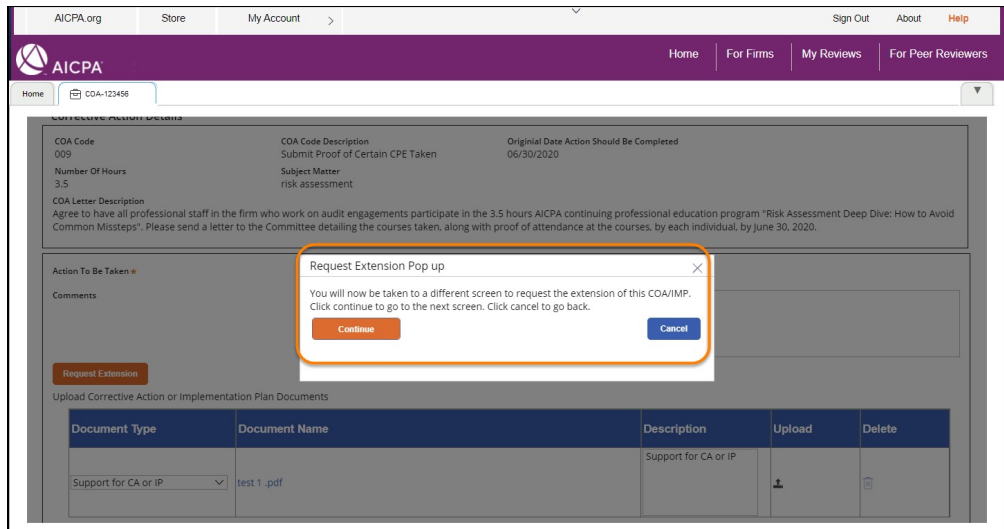 AICPA.org Store My Account Sign Out About Help
AICPA Home For Firms My Reviews For Peer Reviewers
Home COA-123456
Corrective Action Details
COA Code COA Code Description Originial Date Action Should Be Completed
009 Submit Proof of Certain CPE Taken 06/30/2020
Number Of Hours Subject Matter
3.5 risk assessment
COA Letter Description
Agree to have all professional staff in the firm who work on audit engagements participate in the 3.5 hours AICPA continuing professional education program "Risk Assessment Deep Dive: How to Avoid
Common Missteps". Please send a letter to the Committee detailing the courses taken, along with proof of attendance at the courses, by each individual, by June 30, 2020.
Action To Be Taken
Comments
Request Extension Pop up
You will now be taken to a different screen to request the extension of this COA/IMP.
Click continue to go to the next screen. Click cancel to go back.
Continue Cancel
Request Extension
Upload Corrective Action or Implementation Plan Documents
Document Type Document Name Description Upload Delete
Support for CA or IP
Support for CA or IP test 1 .pdf